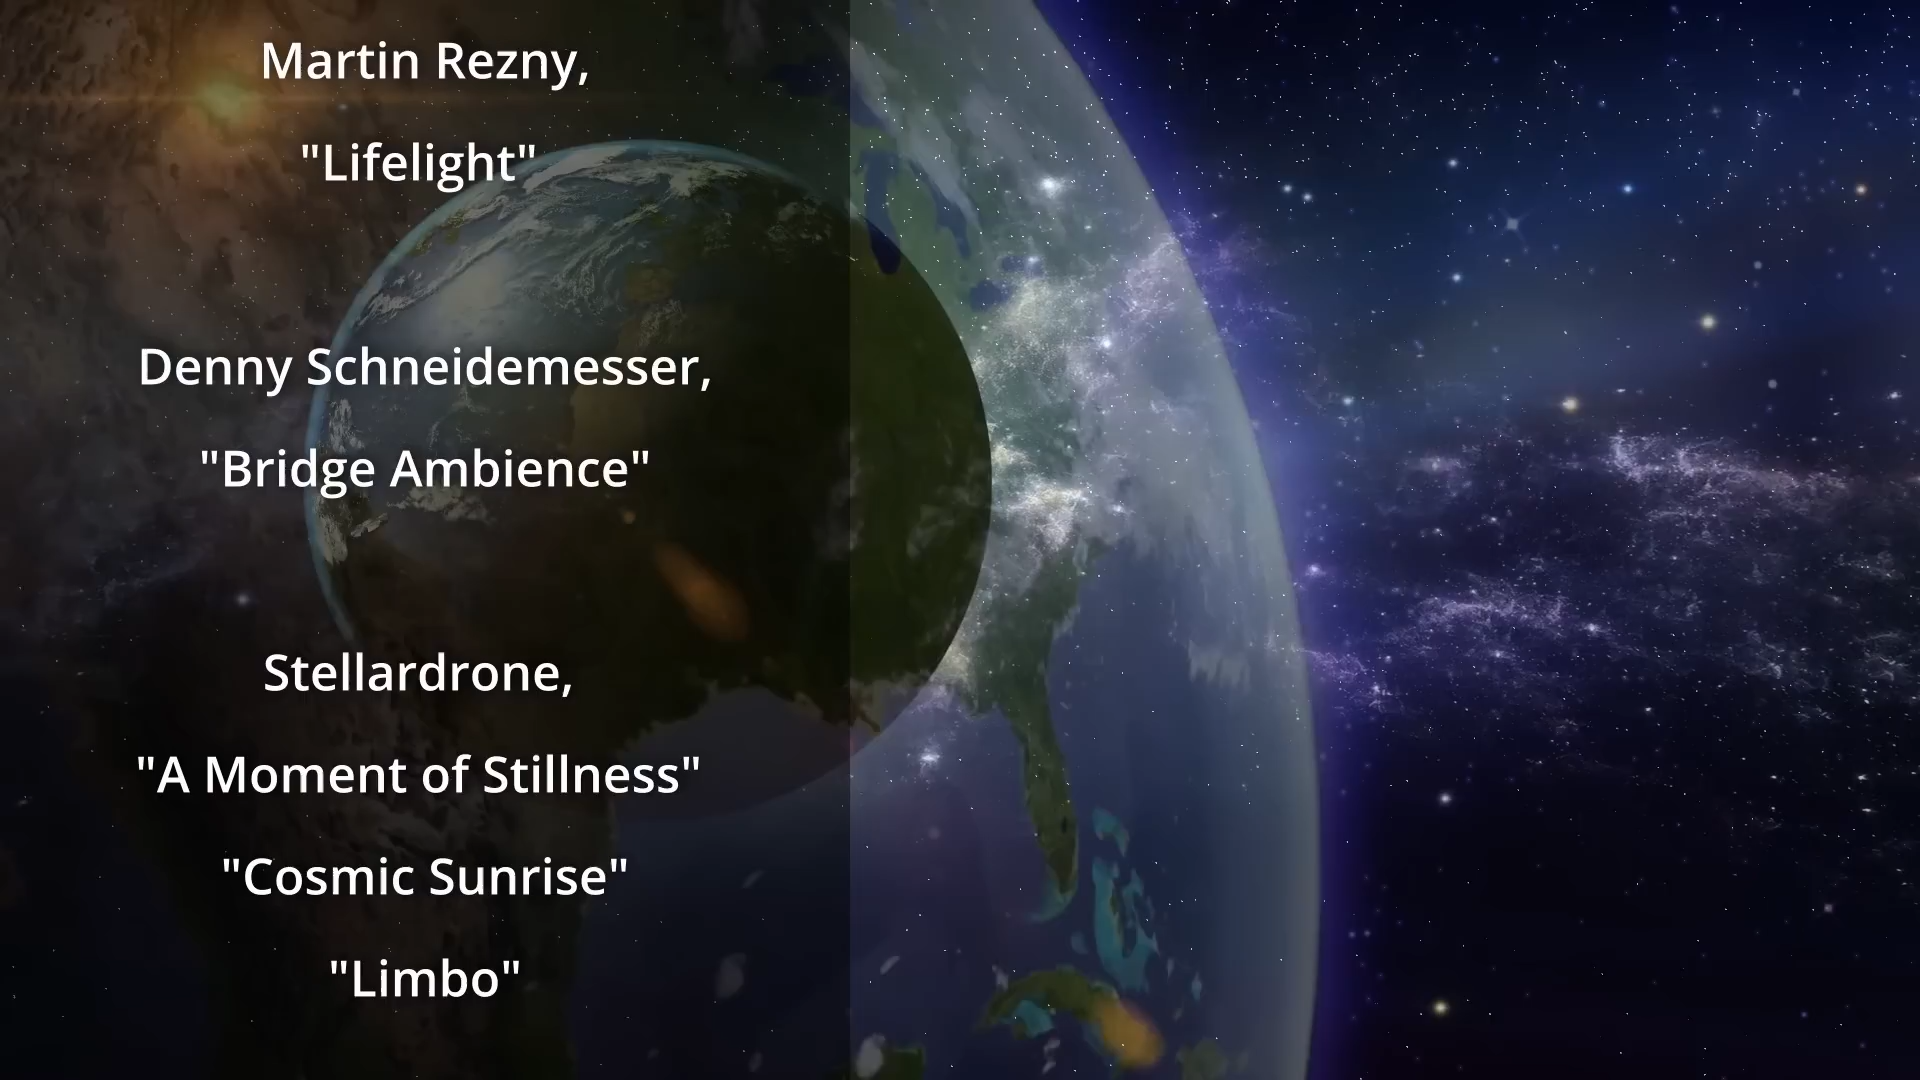 Martin Rezny,
"Lifelight"
Denny Schneidemesser,
"Bridge Ambience"
Stellardrone,
"A Moment of Stillness"
"Cosmic Sunrise"
"Limbo"